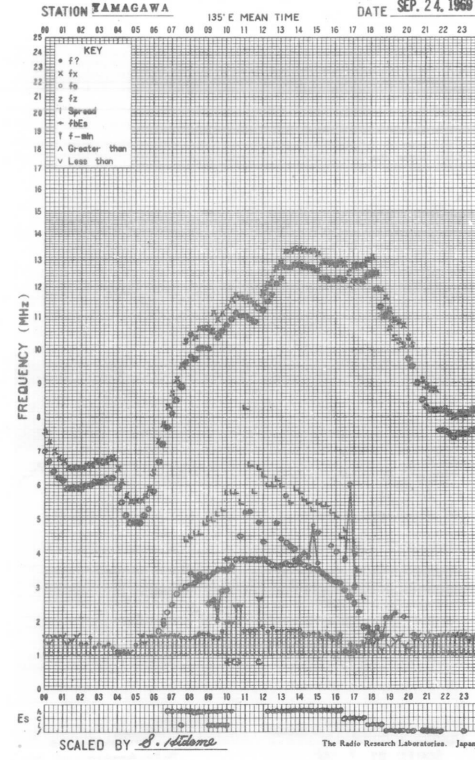 STATION YAMAGAWA
135° E MEAN TIME
DATE SEP. 24, 1969
00 01 02 03 04 05 06 07 08 09 10 11 12 13 14 15 16 17 18 19 20 21 22 23
KEY
f?
x fx
o fo
z fz
Spread
fbEs
f-min
^ Greater than
v Less than
FREQUENCY (MHz)
25
23
22
21
20
19
18
17
16
15
14
13
12
11
10
9
8
7
6
5
4
3
2
1
0
00 01 02 03 04 05 06 07 08 09 10 11 12 13 14 15 16 17 18 19 20 21 22 23
Es
h
c
l
f
SCALED BY S.
The Radio Research Laboratories. Japan